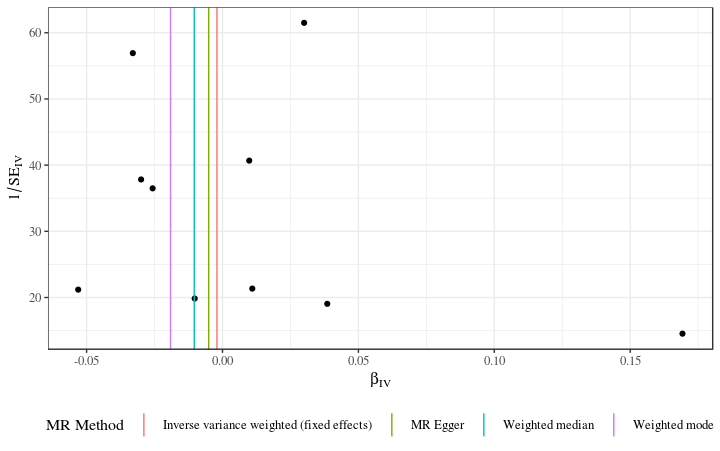 60
50
40
30
20
1/SE_IV
-0.05 0.00 0.05 0.10 0.15
β_IV
MR Method Inverse variance weighted (fixed effects) MR Egger Weighted median Weighted mode